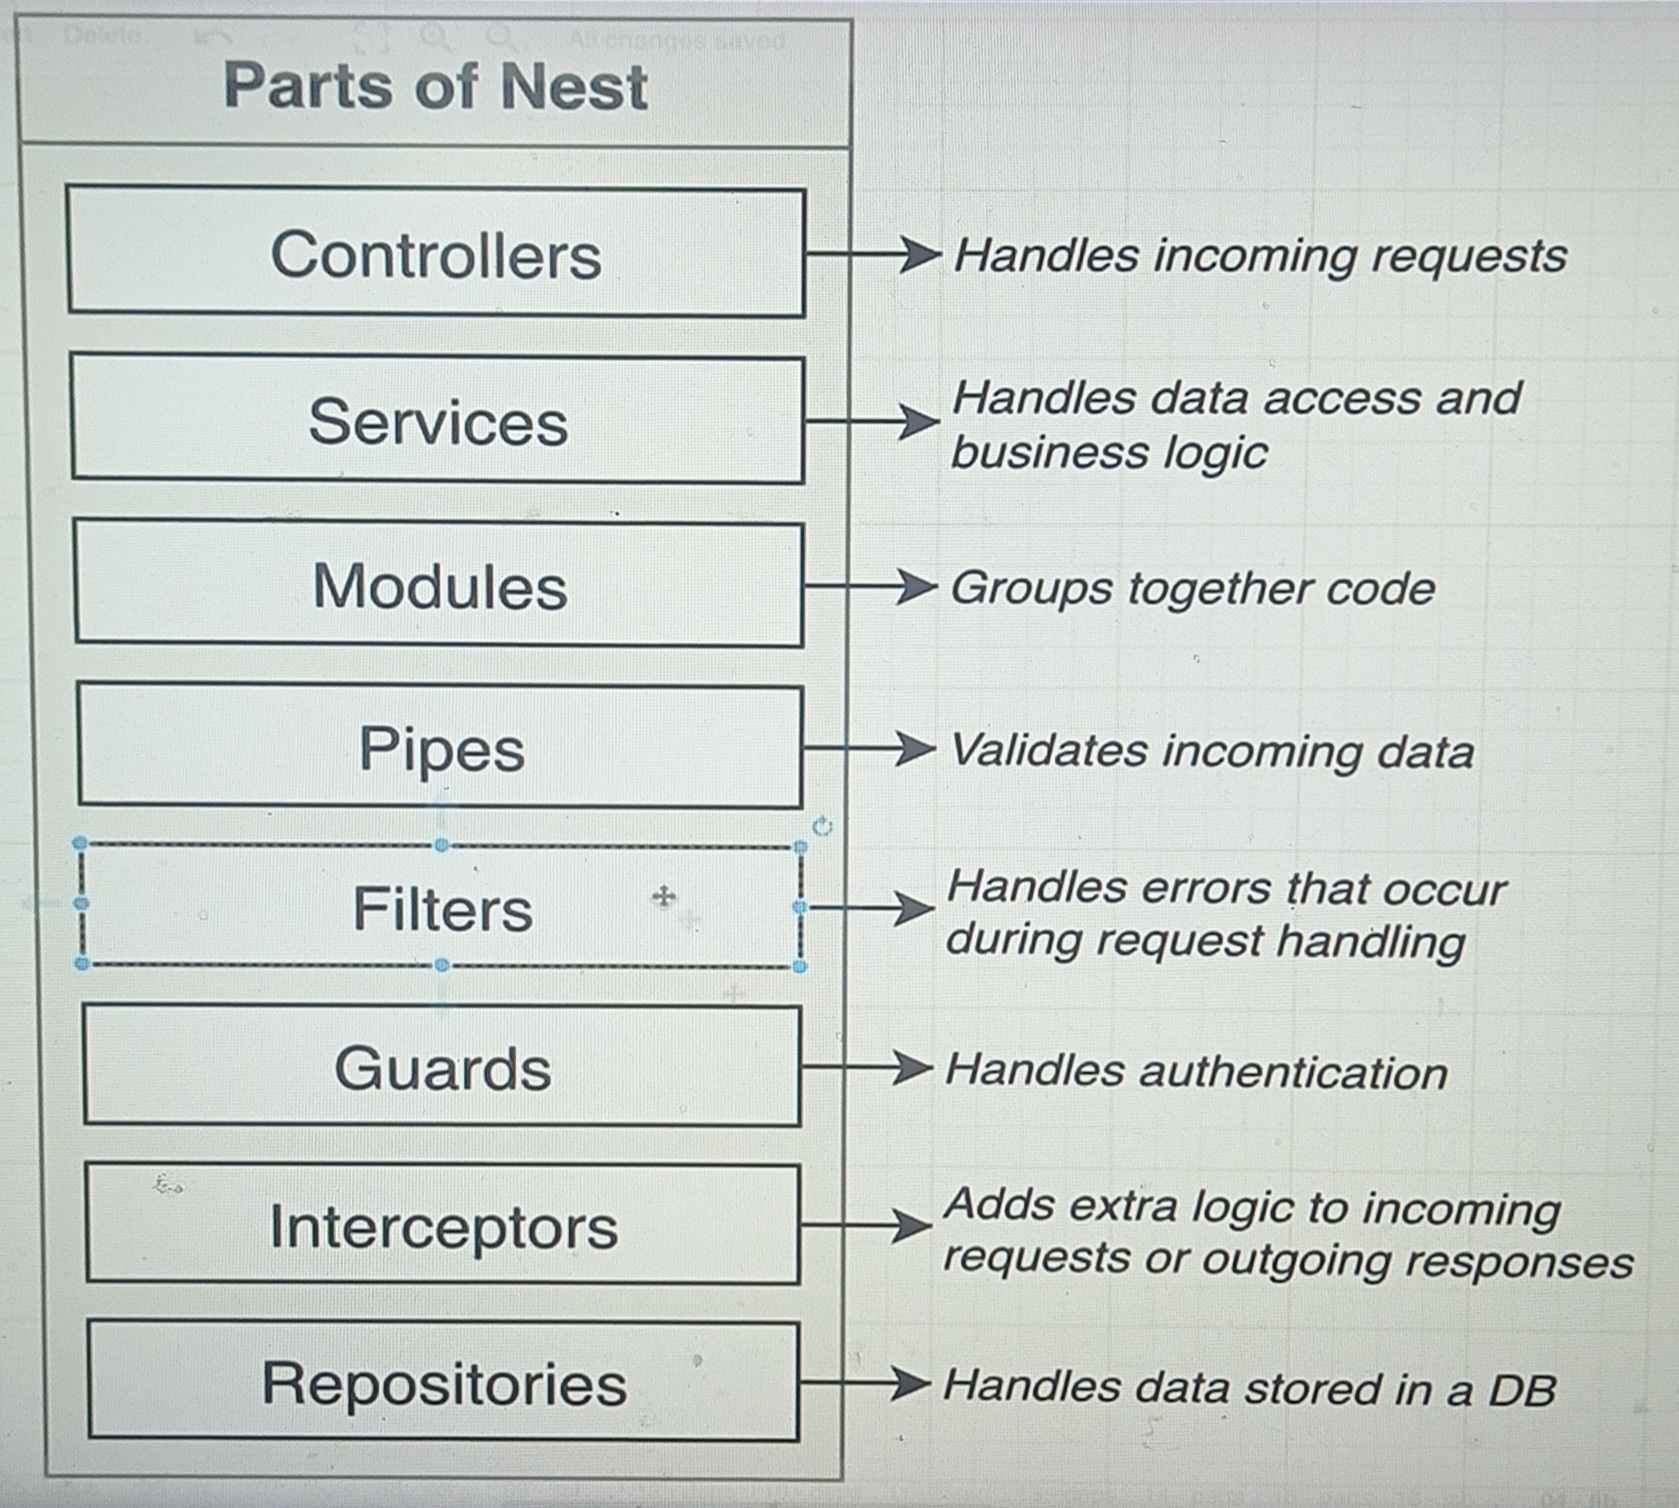 Delete
All changes saved
Parts of Nest
Controllers
Handles incoming requests
Services
Handles data access and
business logic
Modules
Groups together code
Pipes
Validates incoming data
Filters
Handles errors that occur
during request handling
Guards
Handles authentication
Interceptors
Adds extra logic to incoming
requests or outgoing responses
Repositories
Handles data stored in a DB